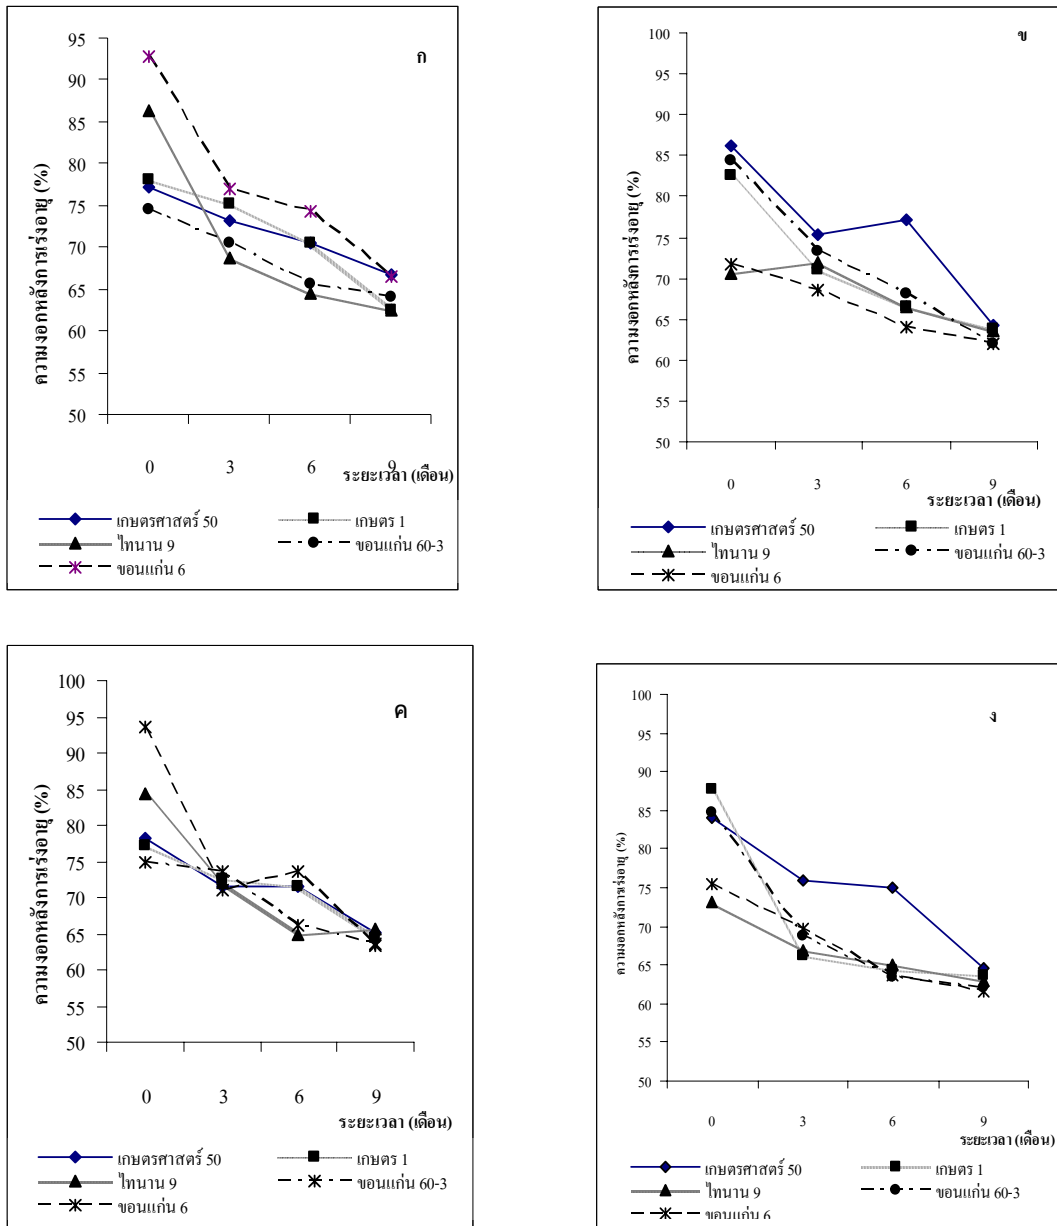 ก
ความงอกหลังการเร่งอายุ (%)
95
90
85
80
75
70
65
60
55
50
0 3 6 9
ระยะเวลา (เดือน)
เกษตรศาสตร์ 50 เกษตร 1
ไทนาน 9 ขอนแก่น 60-3
ขอนแก่น 6
ข
ความงอกหลังการเร่งอายุ (%)
100
95
90
85
80
75
70
65
60
55
50
0 3 6 9
ระยะเวลา (เดือน)
เกษตรศาสตร์ 50 เกษตร 1
ไทนาน 9 ขอนแก่น 60-3
ขอนแก่น 6
ค
ความงอกหลังการเร่งอายุ (%)
100
95
90
85
80
75
70
65
60
55
50
0 3 6 9
ระยะเวลา (เดือน)
เกษตรศาสตร์ 50 เกษตร 1
ไทนาน 9 ขอนแก่น 60-3
ขอนแก่น 6
ง
ความงอกหลังการเร่งอายุ (%)
100
95
90
85
80
75
70
65
60
55
50
0 3 6 9
ระยะเวลา (เดือน)
เกษตรศาสตร์ 50 เกษตร 1
ไทนาน 9 ขอนแก่น 60-3
ขอนแก่น 6